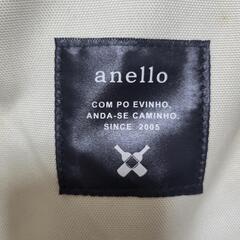 anello
COM PO EVINHO,
ANDA-SE CAMINHO.
SINCE 2005